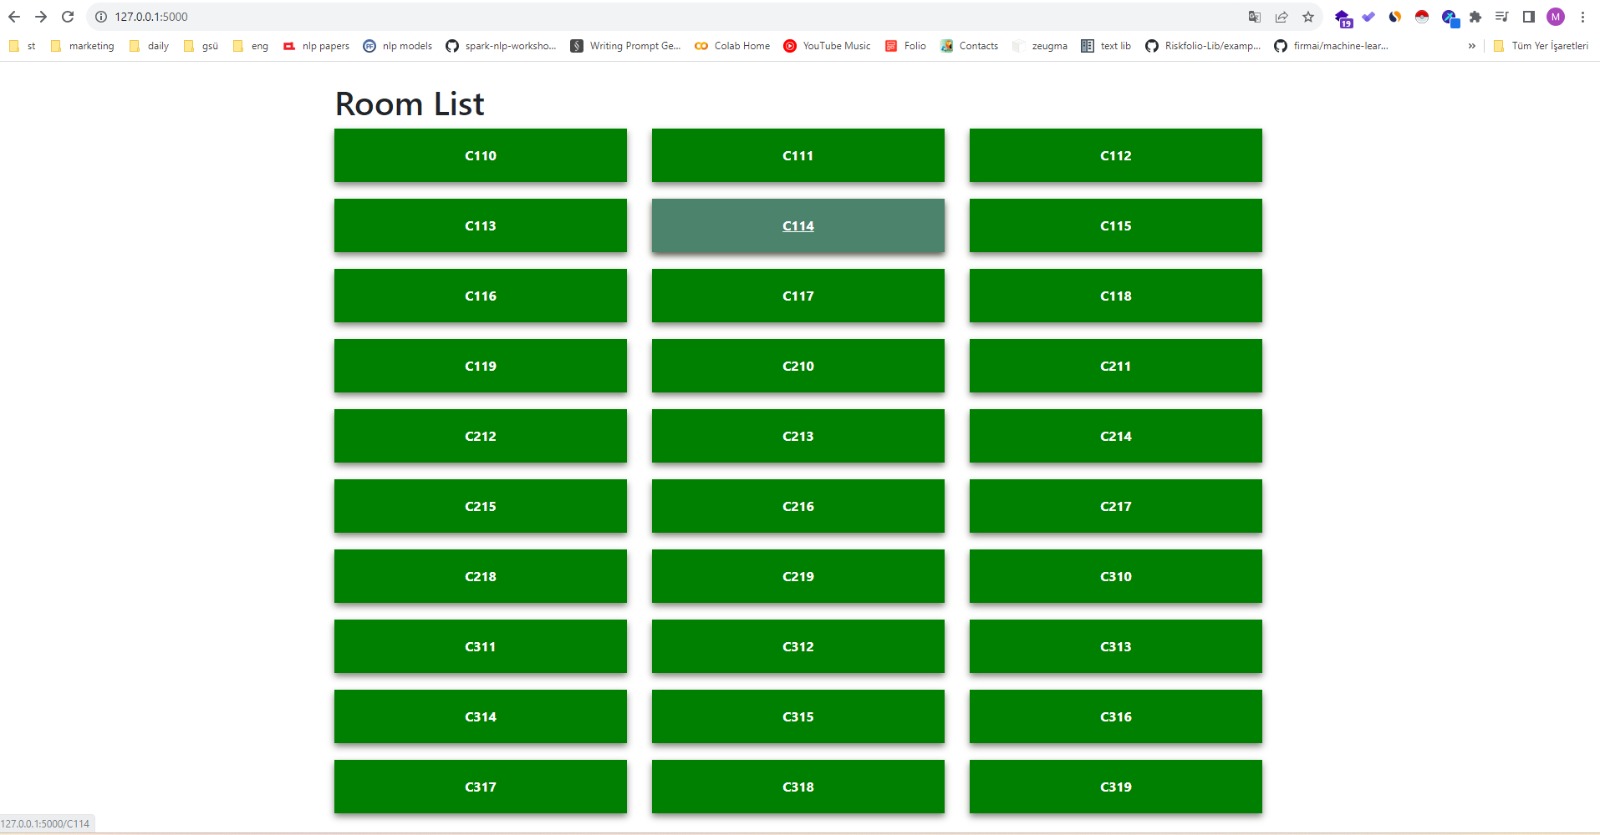 127.0.0.1:5000
19
M
st marketing daily gsü eng nlp papers nlp models spark-nlp-worksho... Writing Prompt Ge... Colab Home YouTube Music Folio Contacts zeugma text lib Riskfolio-Lib/examp... firmai/machine-lear... » Tüm Yer İşaretleri
Room List
C110 C111 C112
C113 C114 C115
C116 C117 C118
C119 C210 C211
C212 C213 C214
C215 C216 C217
C218 C219 C310
C311 C312 C313
C314 C315 C316
C317 C318 C319
127.0.0.1:5000/C114